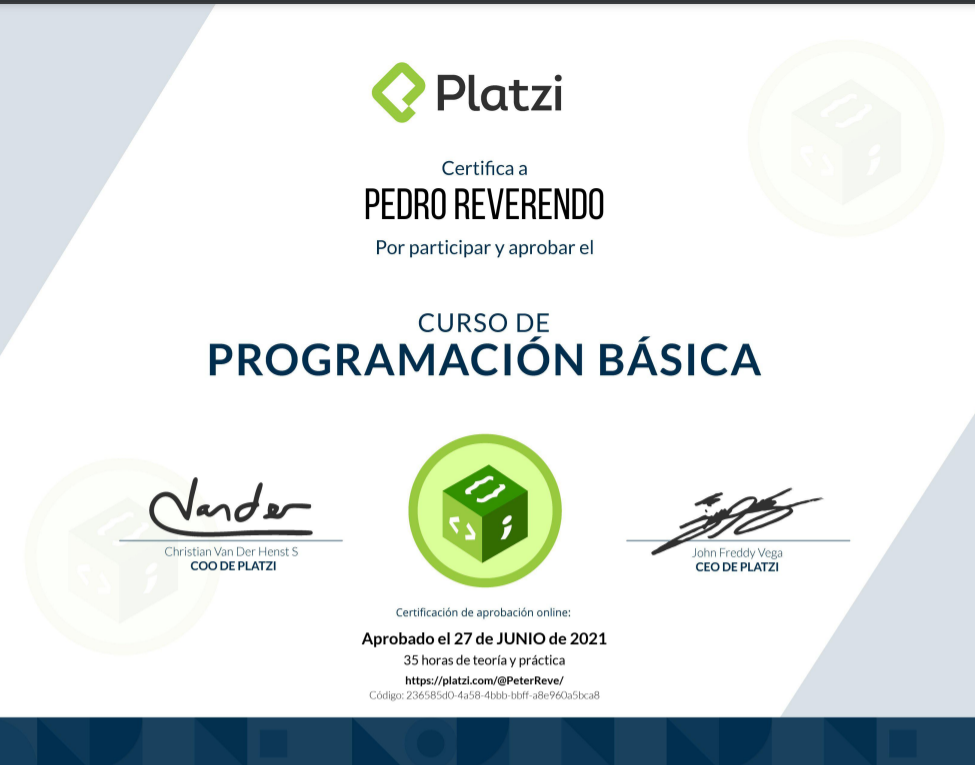 Platzi
Certifica a
PEDRO REVERENDO
Por participar y aprobar el
CURSO DE
PROGRAMACIÓN BÁSICA
Vander
Christian Van Der Henst S
COO DE PLATZI
John Freddy Vega
CEO DE PLATZI
Certificación de aprobación online:
Aprobado el 27 de JUNIO de 2021
35 horas de teoría y práctica
https://platzi.com/@PeterReve/
Código: 236585d0-4a58-4bbb-bbff-a8e960a5bca8